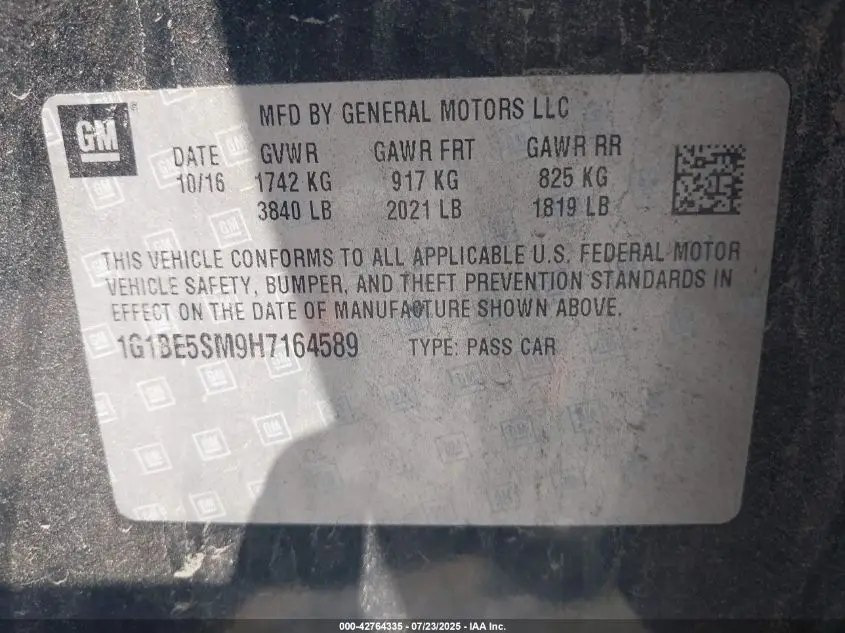 GM
MFD BY GENERAL MOTORS LLC
DATE GVWR GAWR FRT GAWR RR
10/16 1742 KG 917 KG 825 KG
3840 LB 2021 LB 1819 LB
THIS VEHICLE CONFORMS TO ALL APPLICABLE U.S. FEDERAL MOTOR
VEHICLE SAFETY, BUMPER, AND THEFT PREVENTION STANDARDS IN
EFFECT ON THE DATE OF MANUFACTURE SHOWN ABOVE.
1G1BE5SM9H7164589 TYPE: PASS CAR
000-42764335 - 07/23/2025 - IAA Inc.